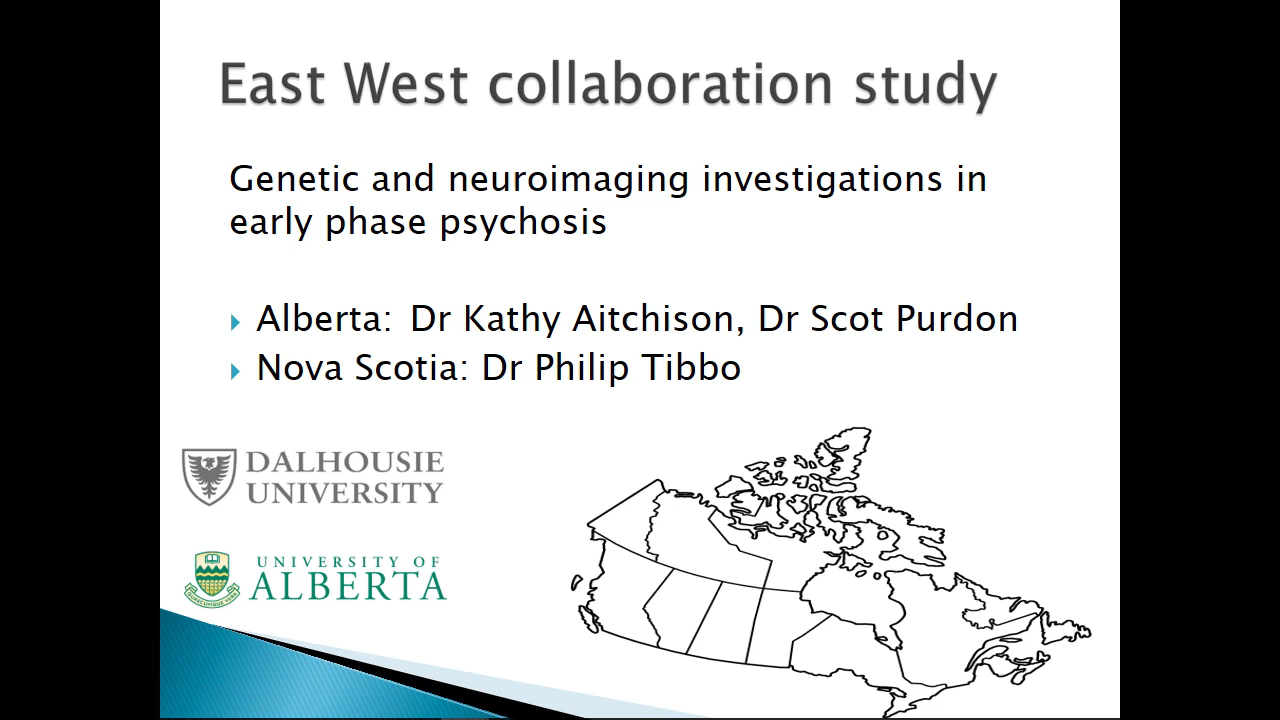 East West collaboration study
Genetic and neuroimaging investigations in
early phase psychosis
Alberta: Dr Kathy Aitchison, Dr Scot Purdon
Nova Scotia: Dr Philip Tibbo
DALHOUSIE
UNIVERSITY
UNIVERSITY OF
ALBERTA